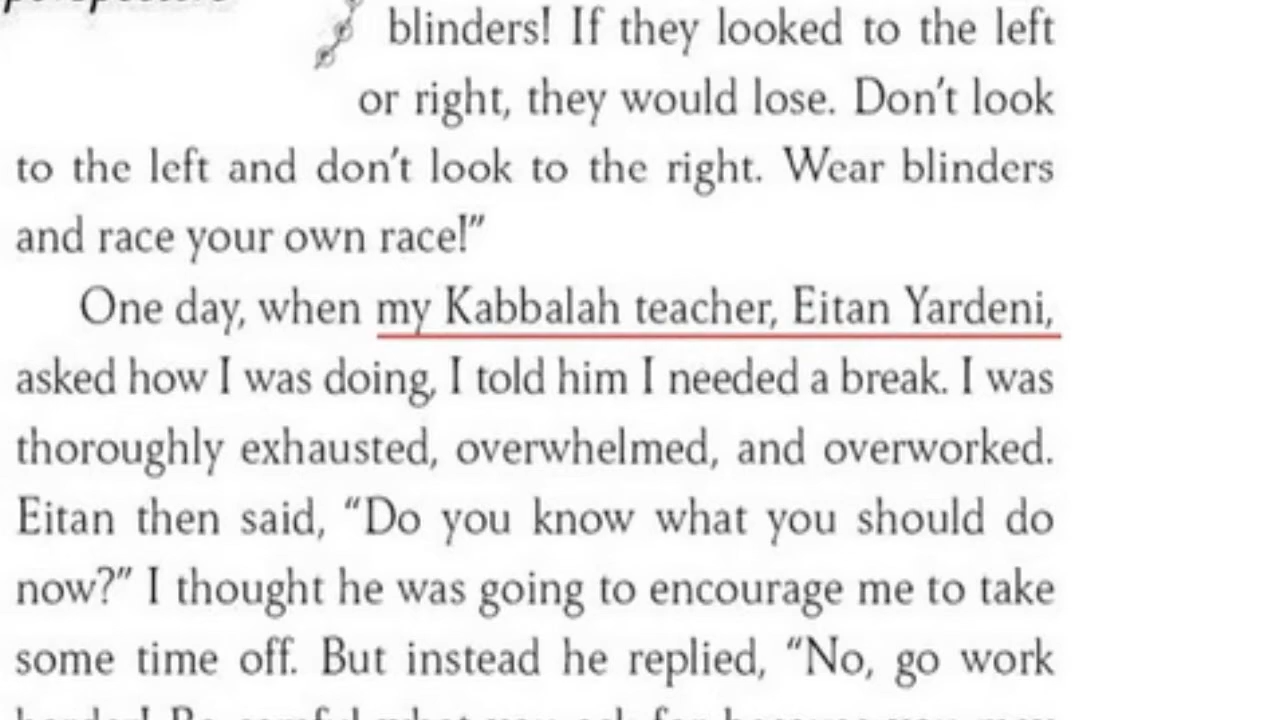 blinders! If they looked to the left
or right, they would lose. Don't look
to the left and don't look to the right. Wear blinders
and race your own race!"
One day, when my Kabbalah teacher, Eitan Yardeni,
asked how I was doing, I told him I needed a break. I was
thoroughly exhausted, overwhelmed, and overworked.
Eitan then said, "Do you know what you should do
now?" I thought he was going to encourage me to take
some time off. But instead he replied, "No, go work